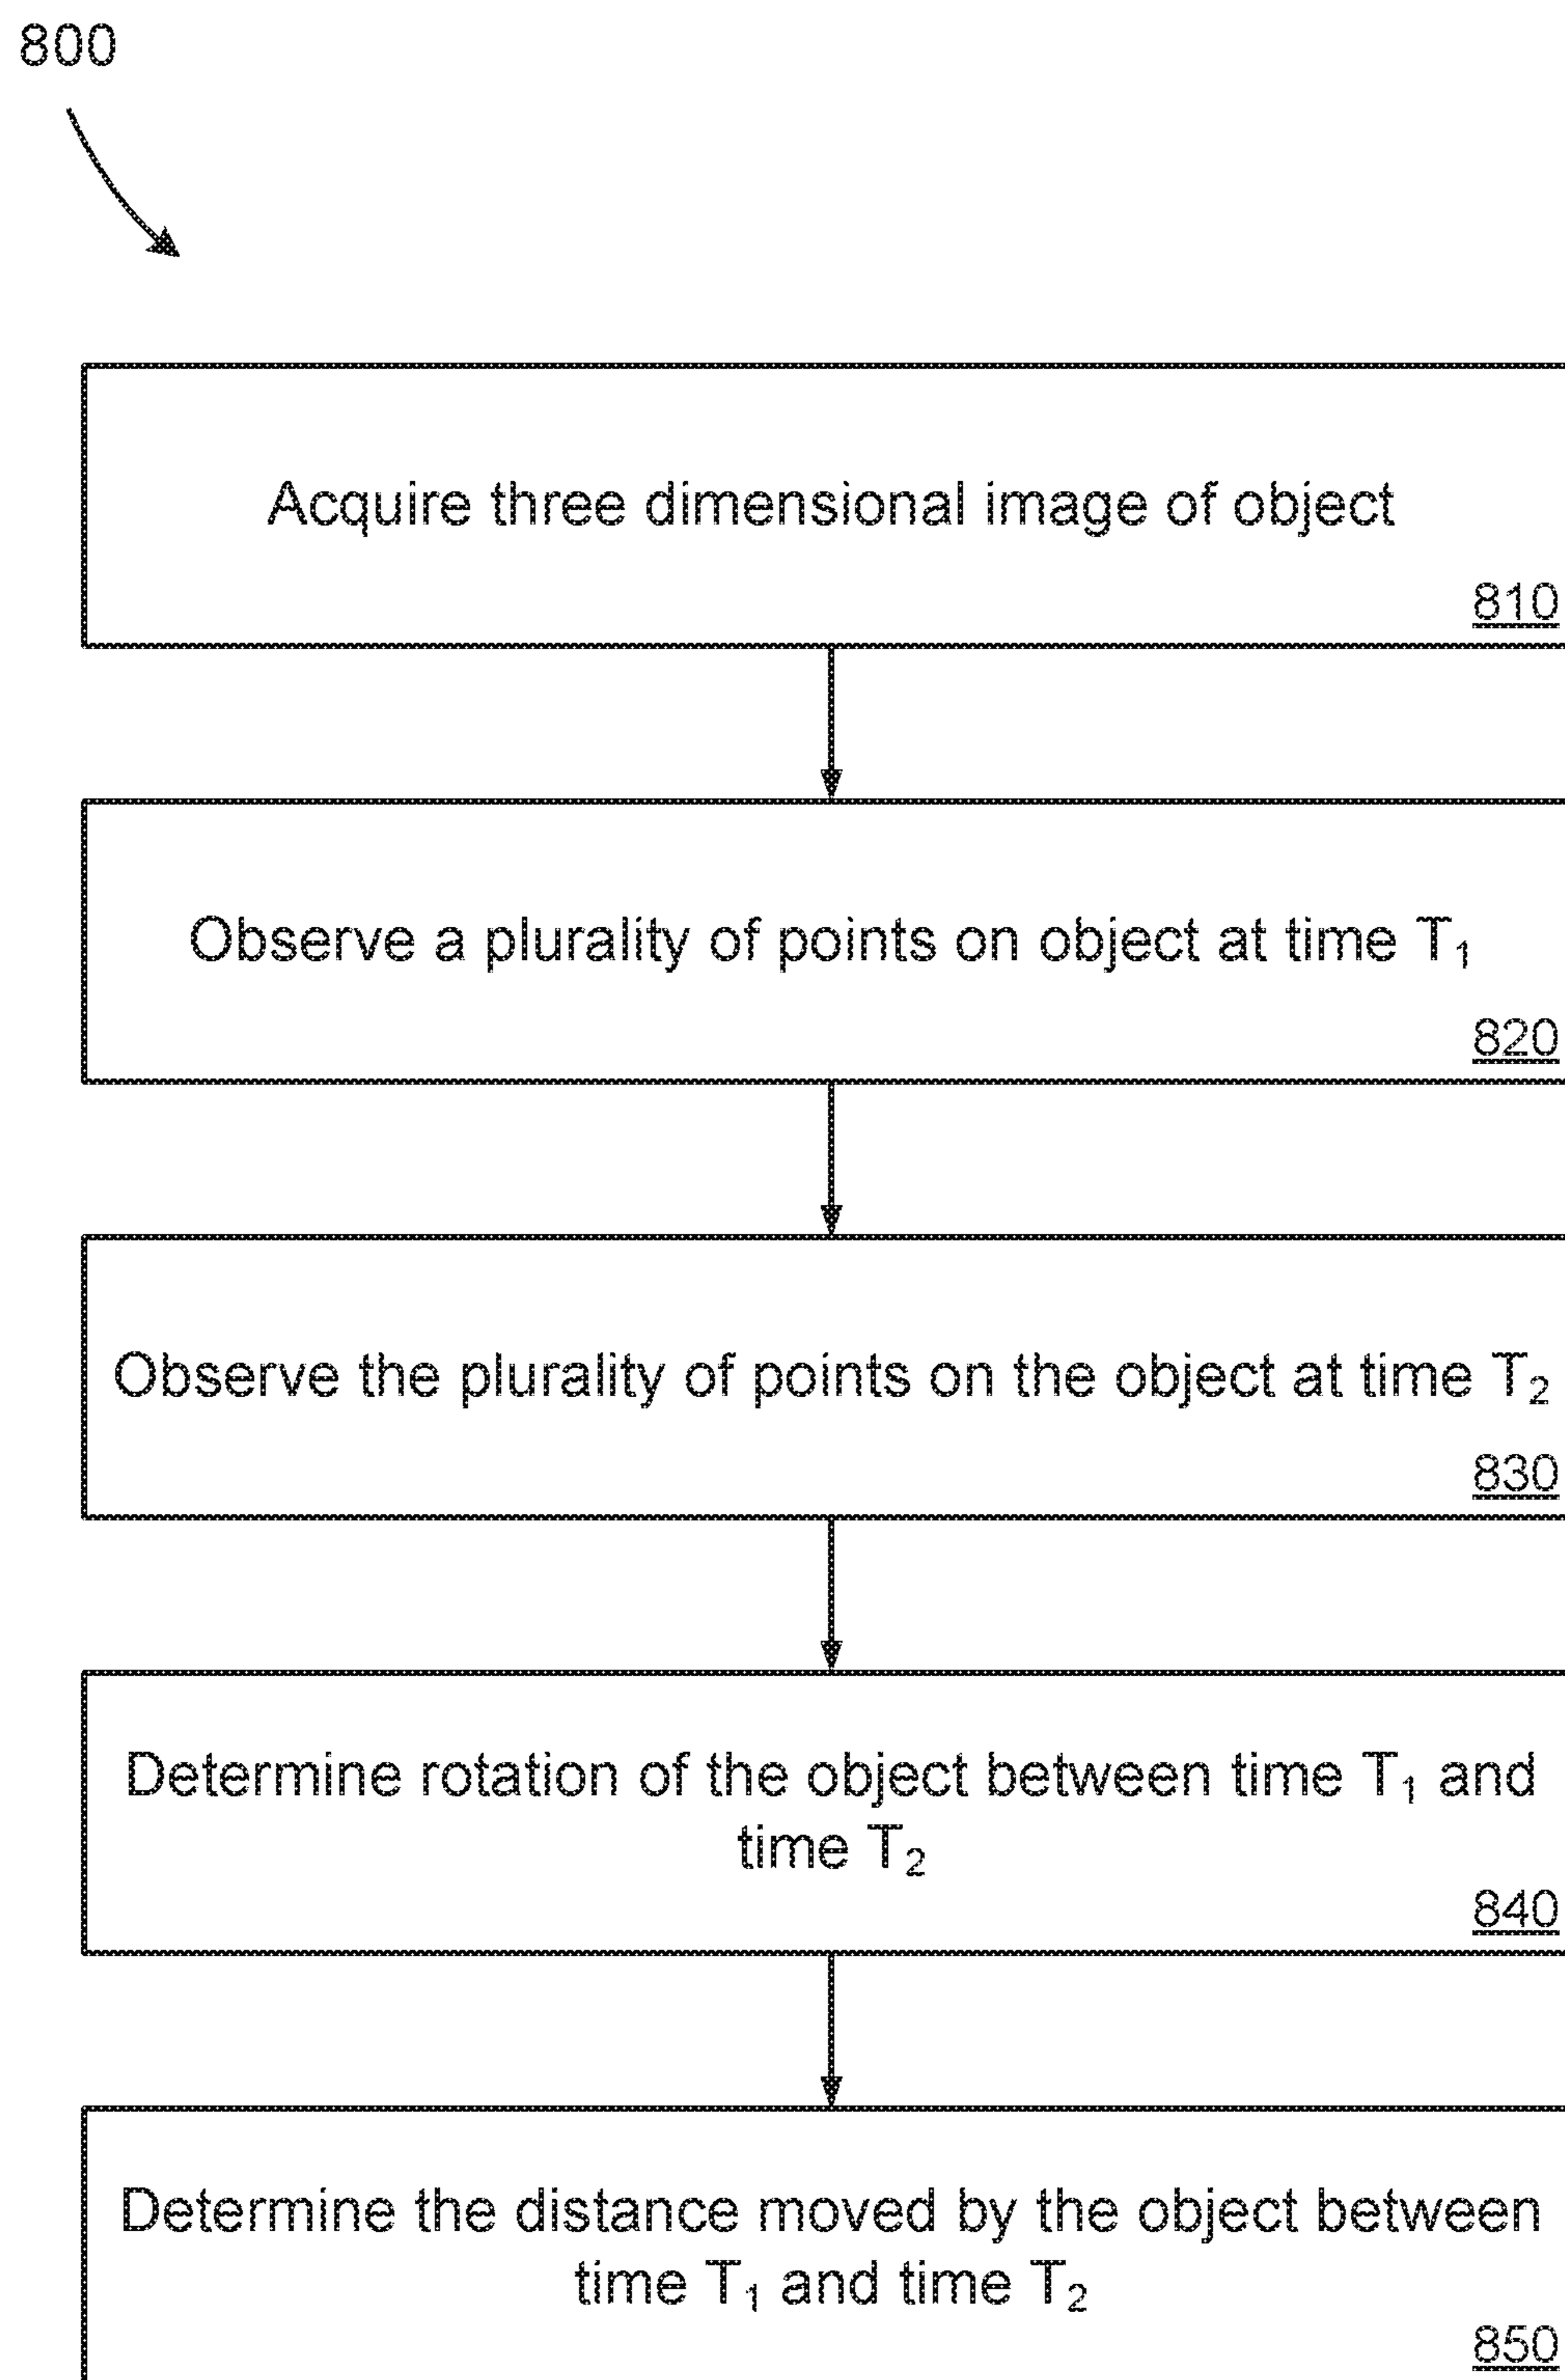 800
Acquire three dimensional image of object
810
Observe a plurality of points on object at time T₁
820
Observe the plurality of points on the object at time T₂
830
Determine rotation of the object between time T₁ and
time T₂
840
Determine the distance moved by the object between
time T₁ and time T₂
850